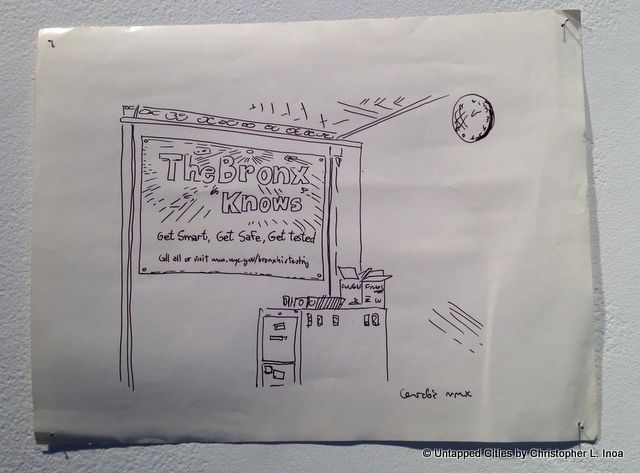 The Bronx
Knows
Get Smart, Get Safe, Get tested
Call 311 or visit www.nyc.gov/bronxhivtesting
© Untapped Cities by Christopher L. Inoa